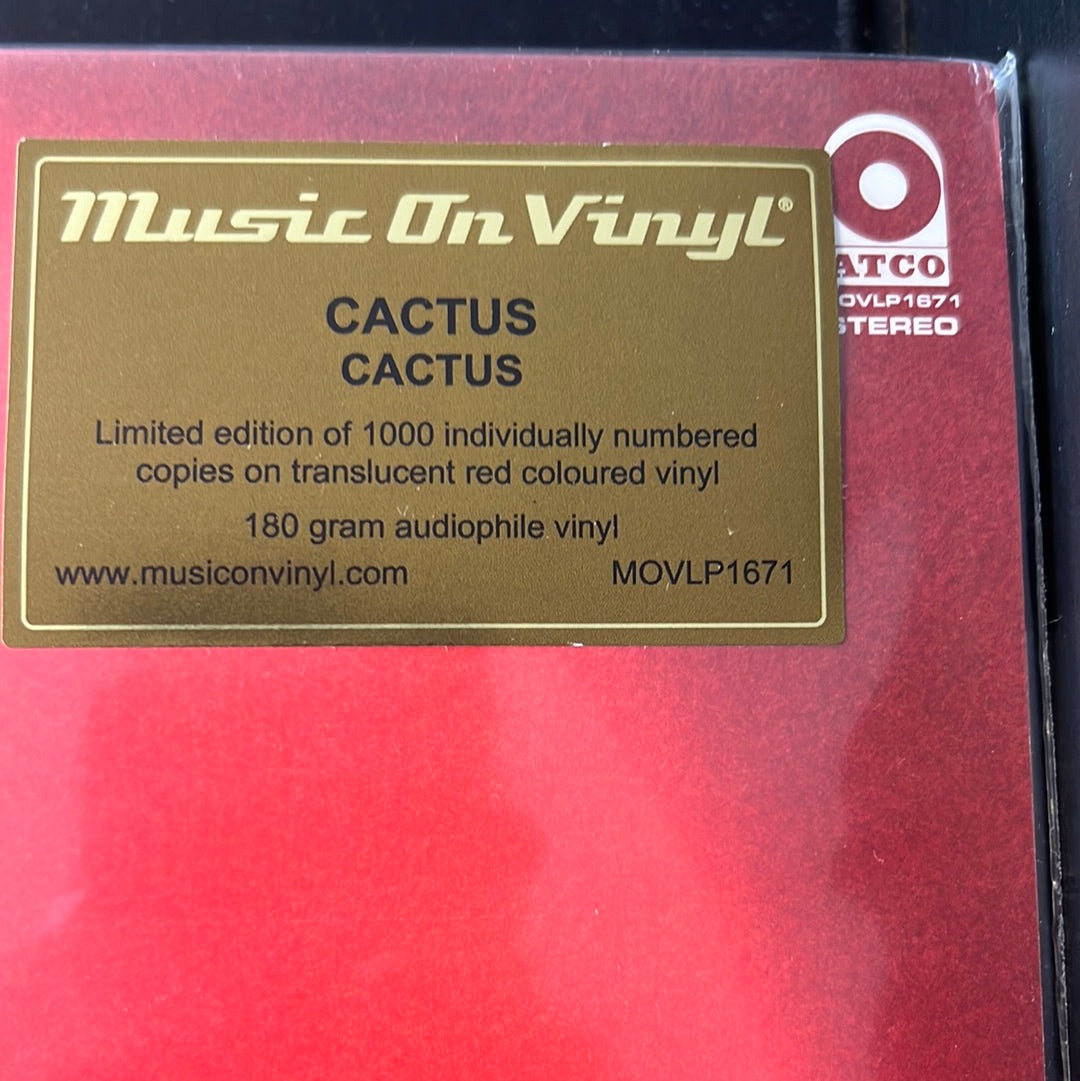 Music On Vinyl®
CACTUS
CACTUS
Limited edition of 1000 individually numbered
copies on translucent red coloured vinyl
180 gram audiophile vinyl
www.musiconvinyl.com MOVLP1671
ATCO
OVLP1671
STEREO